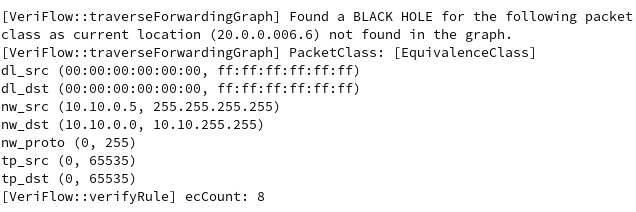 [VeriFlow::traverseForwardingGraph] Found a BLACK HOLE for the following packet
class as current location (20.0.0.006.6) not found in the graph.
[VeriFlow::traverseForwardingGraph] PacketClass: [EquivalenceClass]
dl_src (00:00:00:00:00:00, ff:ff:ff:ff:ff:ff)
dl_dst (00:00:00:00:00:00, ff:ff:ff:ff:ff:ff)
nw_src (10.10.0.5, 255.255.255.255)
nw_dst (10.10.0.0, 10.10.255.255)
nw_proto (0, 255)
tp_src (0, 65535)
tp_dst (0, 65535)
[VeriFlow::verifyRule] ecCount: 8